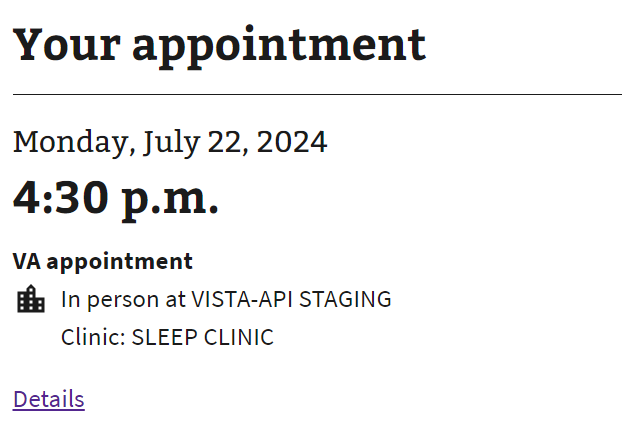 Your appointment
Monday, July 22, 2024
4:30 p.m.
VA appointment
In person at VISTA-API STAGING
Clinic: SLEEP CLINIC
Details